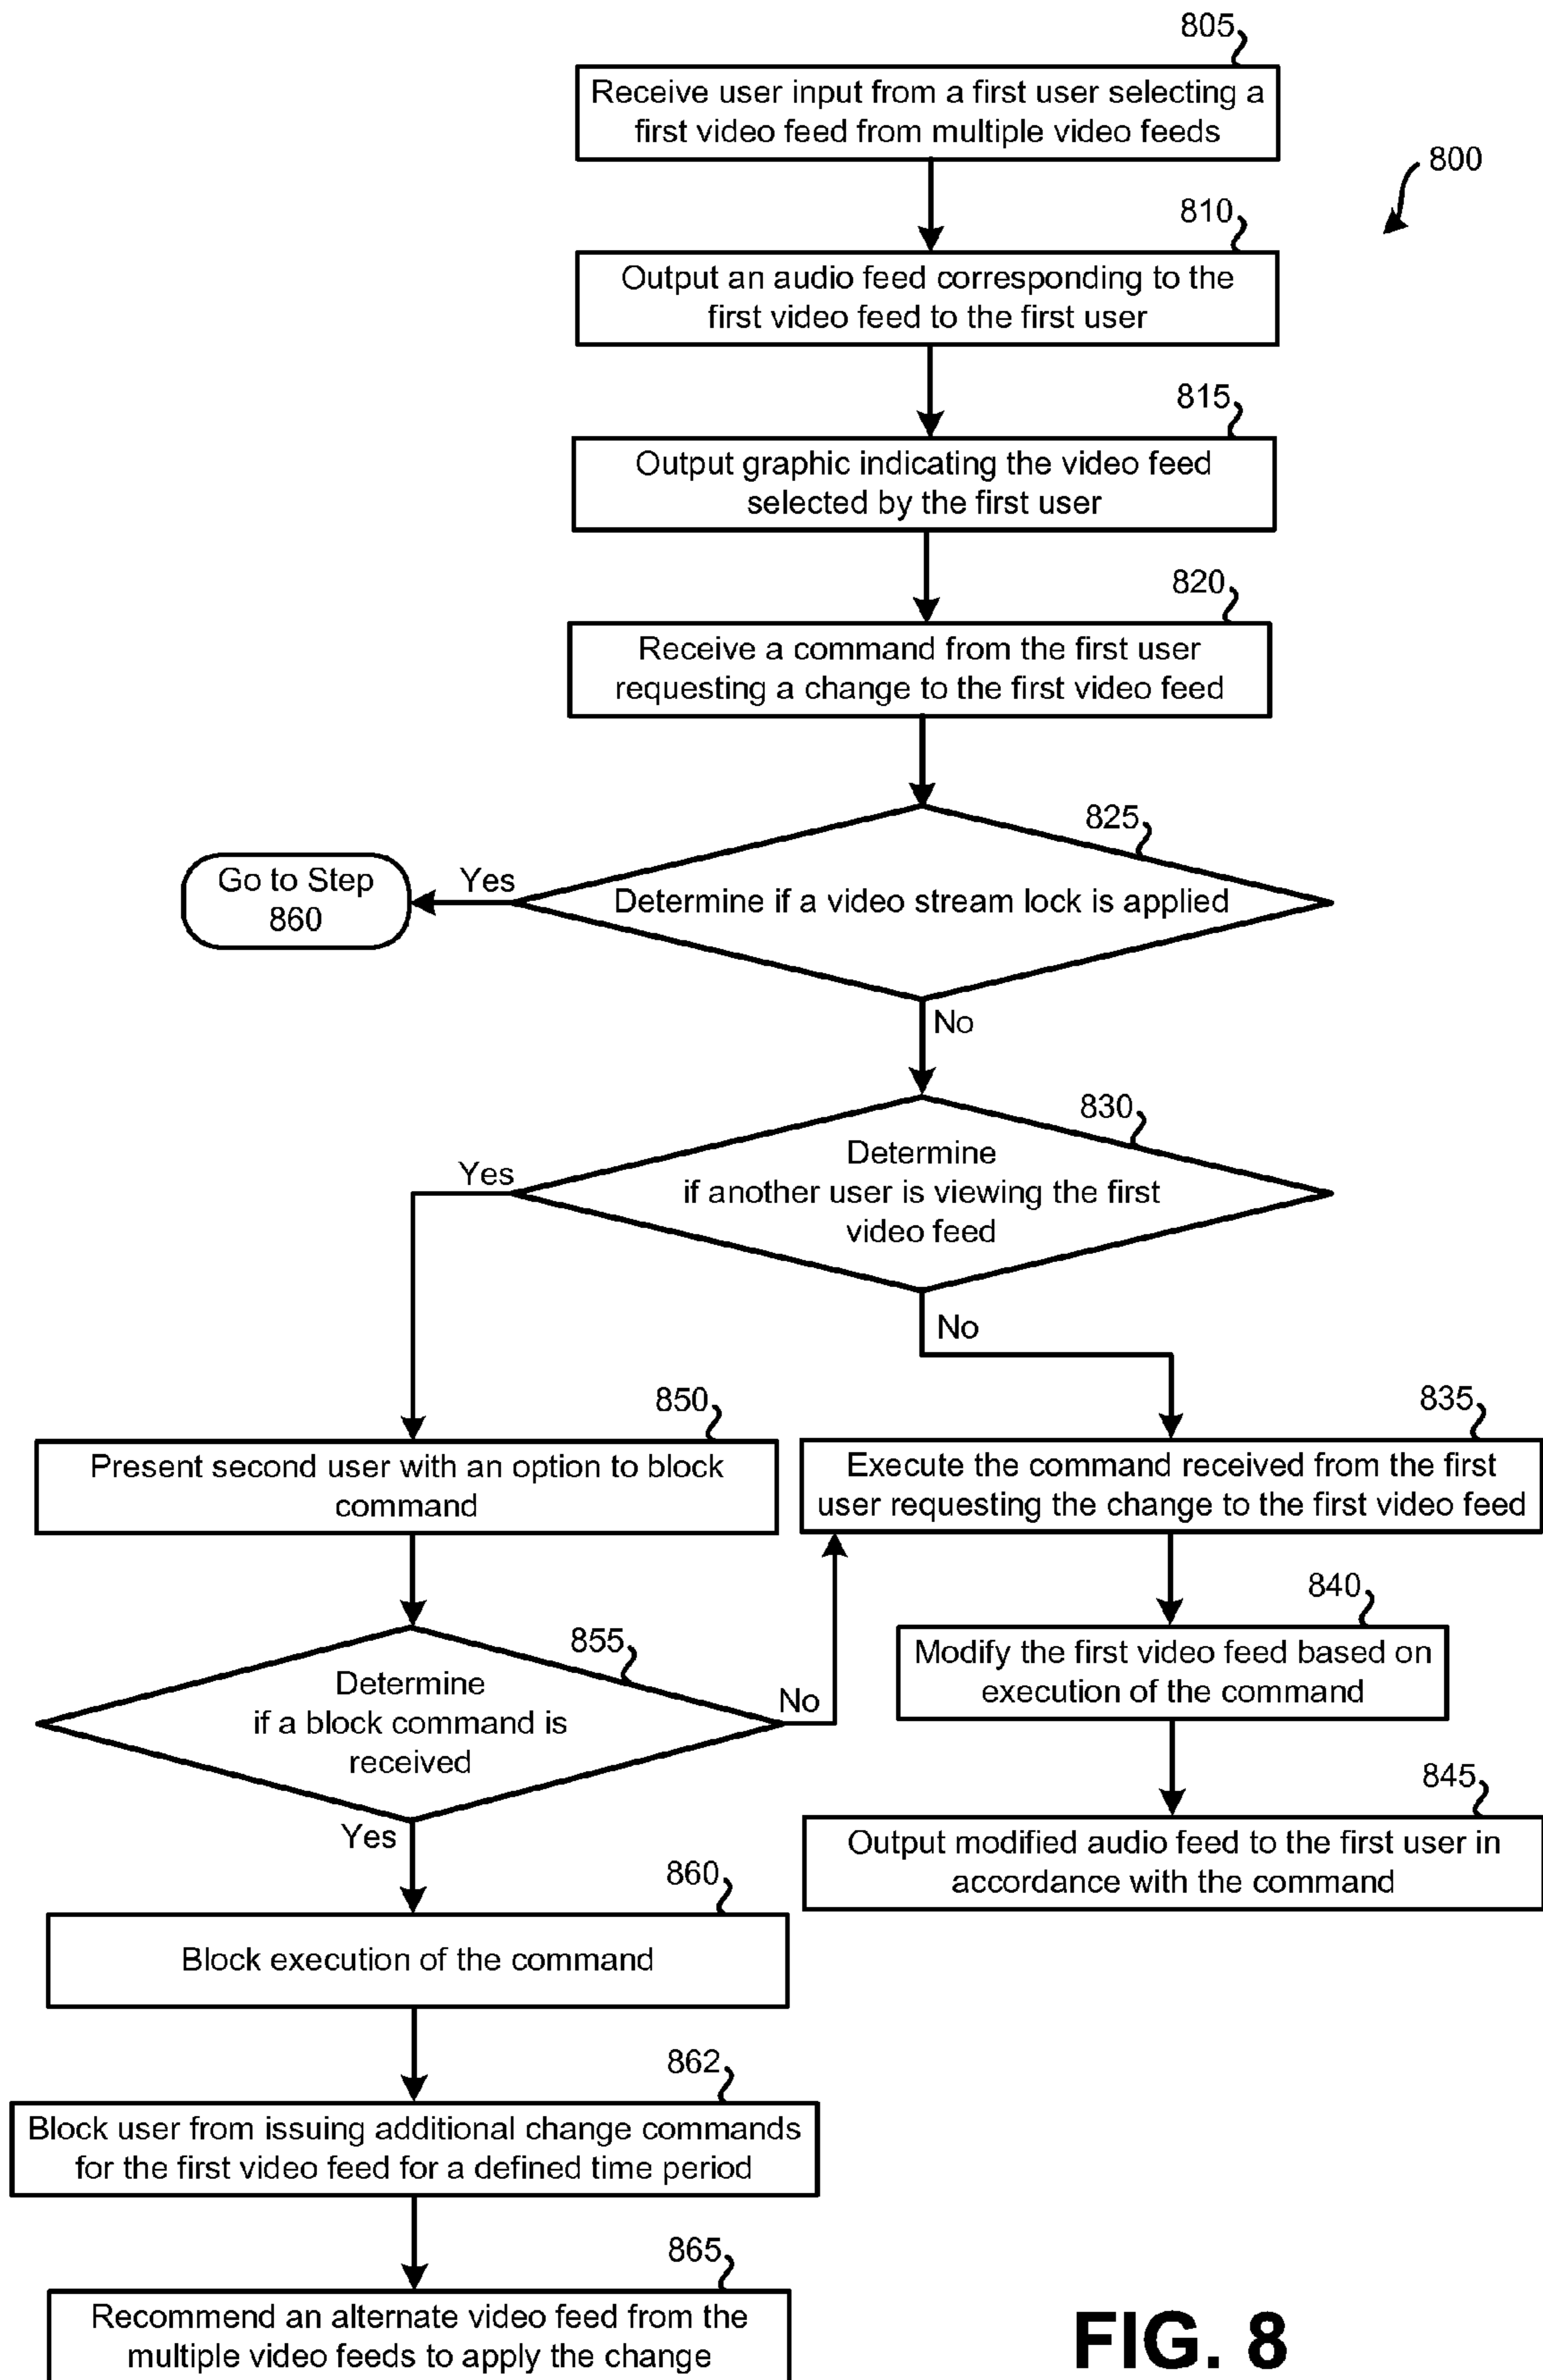 805
Receive user input from a first user selecting a
first video feed from multiple video feeds
800
810
Output an audio feed corresponding to the
first video feed to the first user
815
Output graphic indicating the video feed
selected by the first user
820
Receive a command from the first user
requesting a change to the first video feed
825
Determine if a video stream lock is applied
Yes
Go to Step
860
No
830
Determine
if another user is viewing the first
video feed
Yes
No
850
Present second user with an option to block
command
835
Execute the command received from the first
user requesting the change to the first video feed
840
Modify the first video feed based on
execution of the command
845
Output modified audio feed to the first user in
accordance with the command
855
Determine
if a block command is
received
No
Yes
860
Block execution of the command
862
Block user from issuing additional change commands
for the first video feed for a defined time period
865
Recommend an alternate video feed from the
multiple video feeds to apply the change
FIG. 8